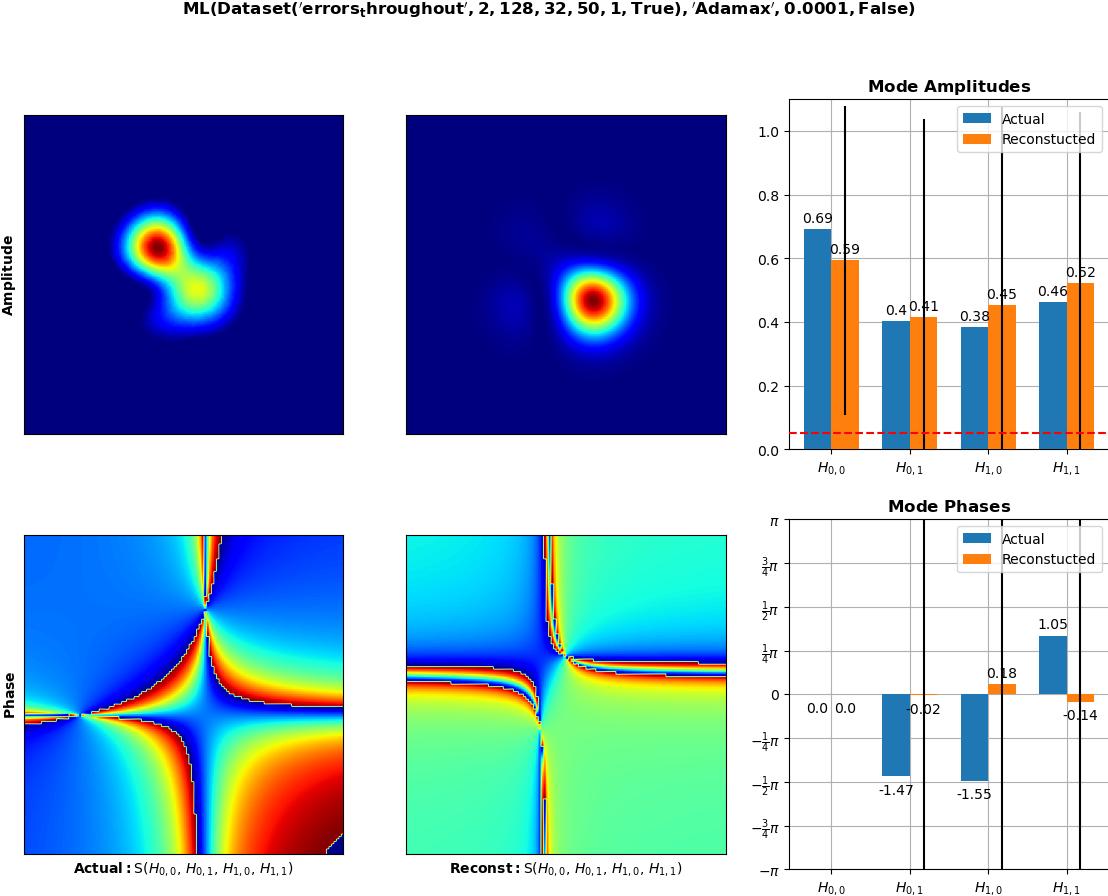 ML(Dataset('errors_throughout', 2, 128, 32, 50, 1, True), 'Adamax', 0.0001, False)
Amplitude
Mode Amplitudes
Actual
Reconstucted
1.0
0.8
0.6
0.4
0.2
0.0
0.69
0.59
0.4
0.41
0.38
0.45
0.46
0.52
H0,0
H0,1
H1,0
H1,1
Phase
Actual: S(H0,0, H0,1, H1,0, H1,1)
Reconst: S(H0,0, H0,1, H1,0, H1,1)
Mode Phases
Actual
Reconstucted
π
3/4π
1/2π
1/4π
0
−1/4π
−1/2π
−3/4π
−π
0.0
0.0
-1.47
-0.02
-1.55
0.18
1.05
-0.14
H0,0
H0,1
H1,0
H1,1